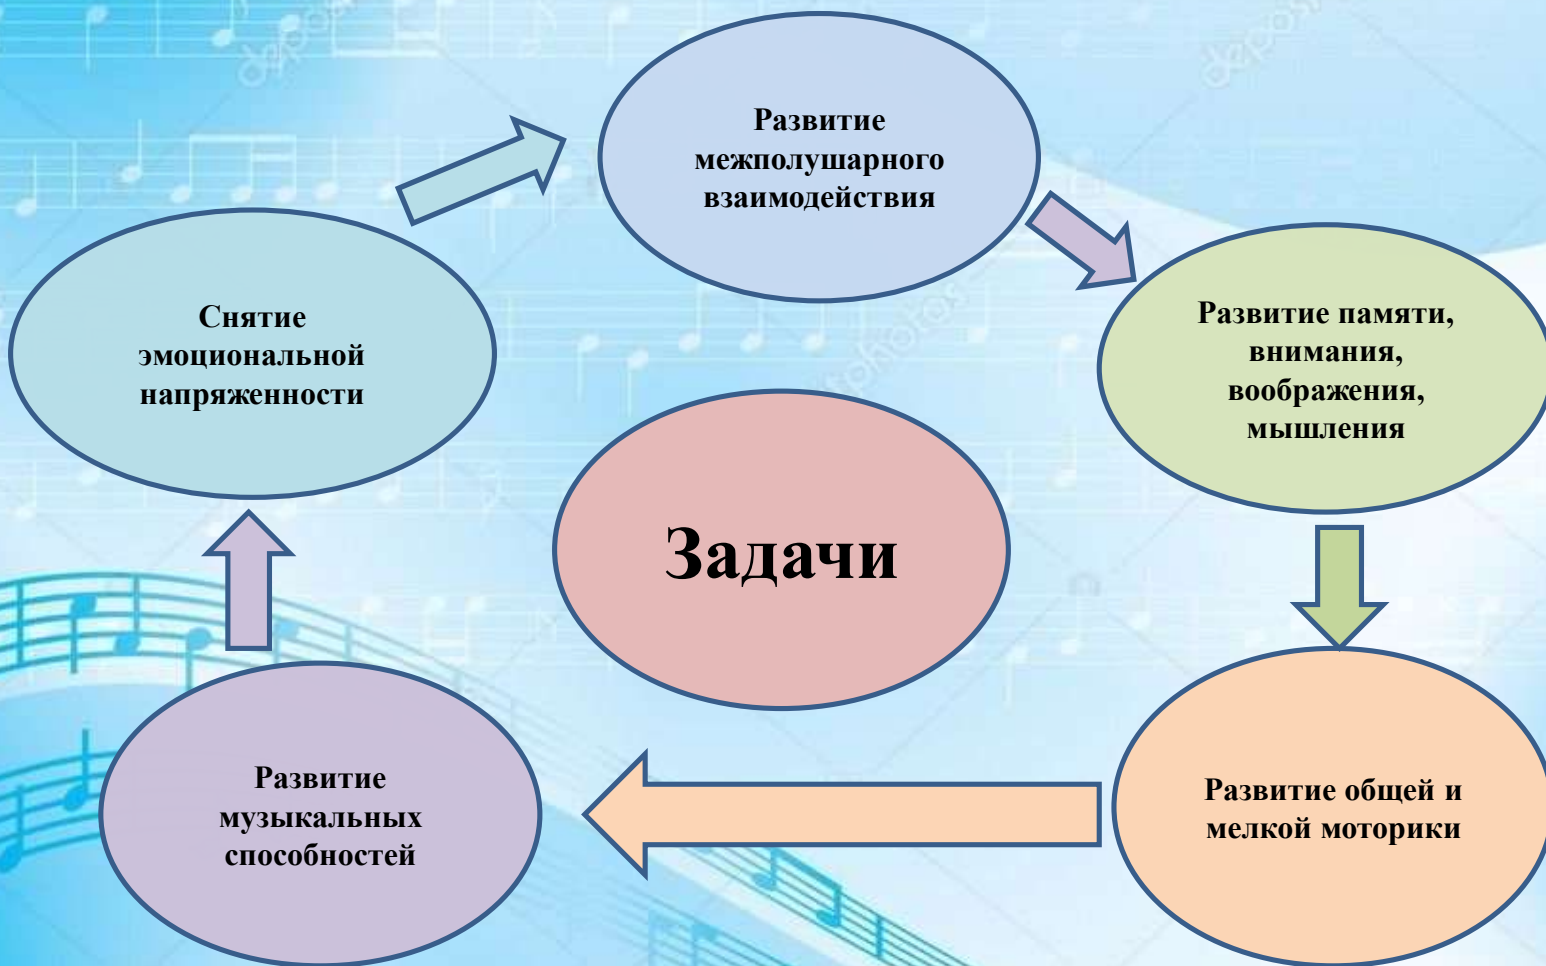 Развитие
межполушарного
взаимодействия
Снятие
эмоциональной
напряженности
Развитие памяти,
внимания,
воображения,
мышления
Задачи
Развитие
музыкальных
способностей
Развитие общей и
мелкой моторики